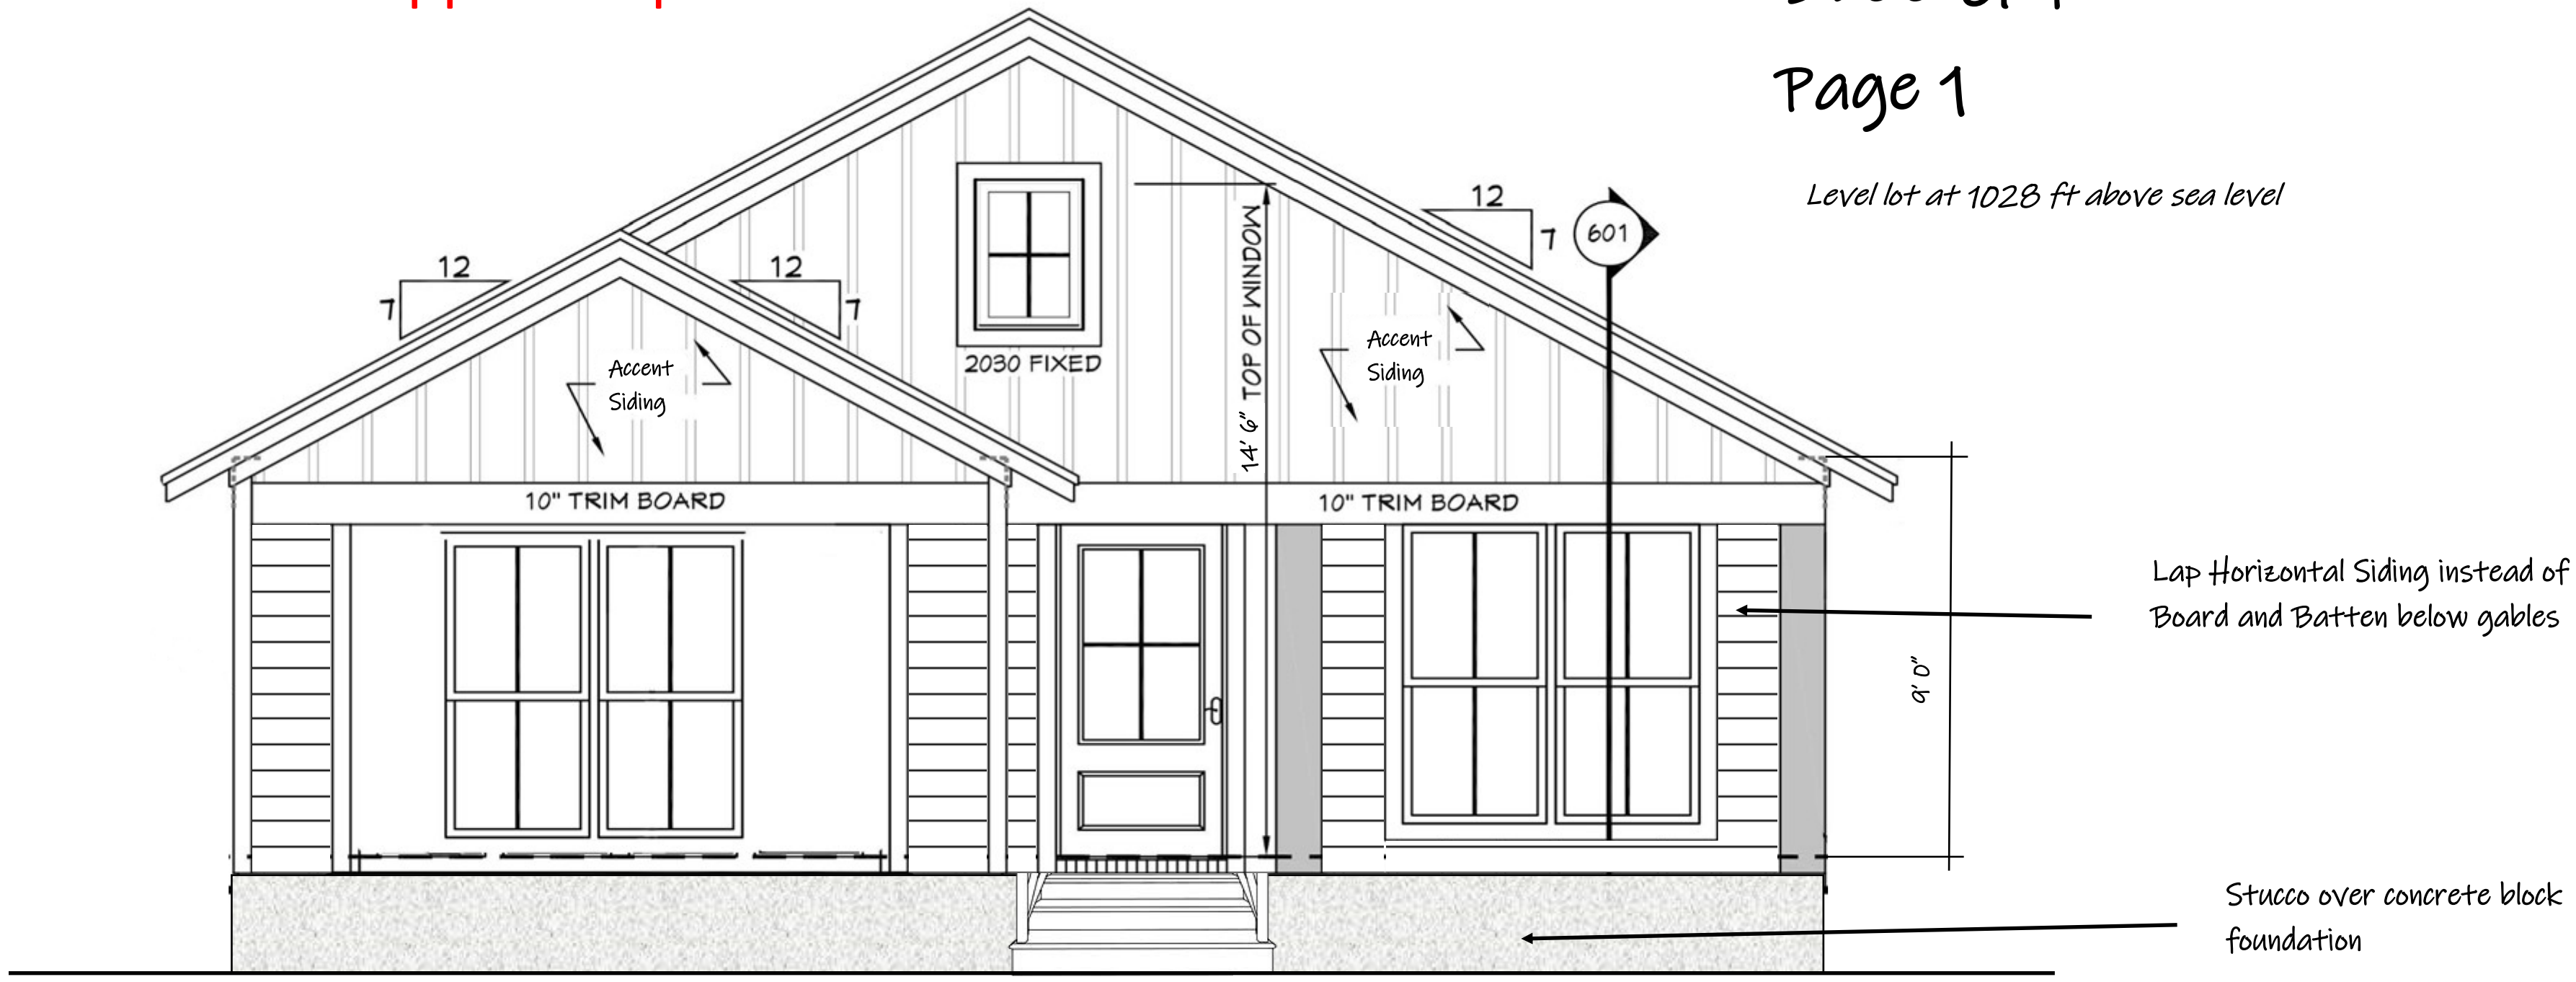 Page 1
Level lot at 1028 ft above sea level
12
7
601
12
7
12
7
14' 6" TOP OF WINDOW
2030 FIXED
Accent
Siding
Accent
Siding
10" TRIM BOARD
10" TRIM BOARD
Lap Horizontal Siding instead of
Board and Batten below gables
9' 0"
Stucco over concrete block
foundation